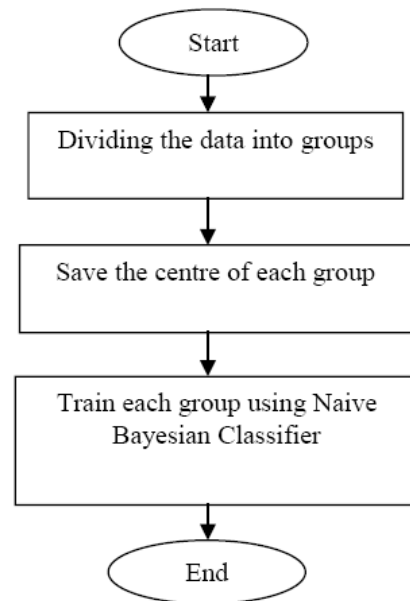 Start
Dividing the data into groups
Save the centre of each group
Train each group using Naive
Bayesian Classifier
End